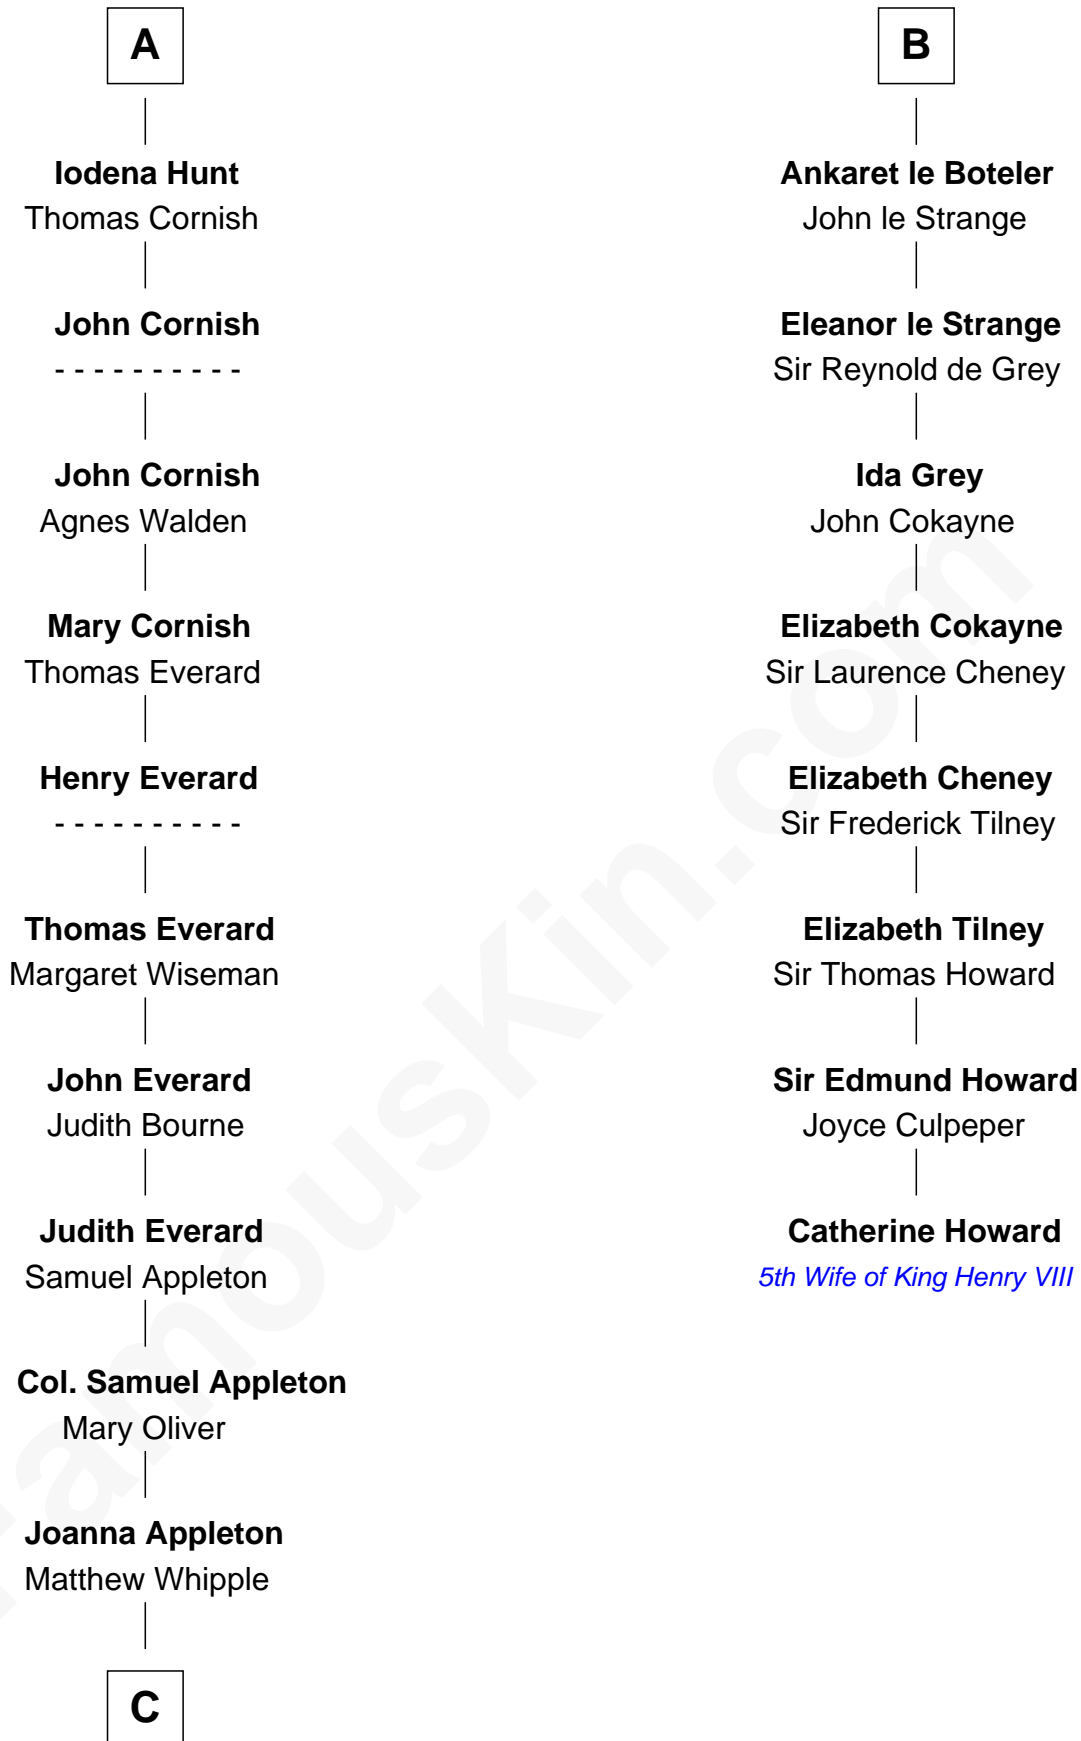 A
Iodena Hunt
Thomas Cornish
John Cornish
- - - - - - - - - -
John Cornish
Agnes Walden
Mary Cornish
Thomas Everard
Henry Everard
- - - - - - - - - -
Thomas Everard
Margaret Wiseman
John Everard
Judith Bourne
Judith Everard
Samuel Appleton
Col. Samuel Appleton
Mary Oliver
Joanna Appleton
Matthew Whipple
C
B
Ankaret le Boteler
John le Strange
Eleanor le Strange
Sir Reynold de Grey
Ida Grey
John Cokayne
Elizabeth Cokayne
Sir Laurence Cheney
Elizabeth Cheney
Sir Frederick Tilney
Elizabeth Tilney
Sir Thomas Howard
Sir Edmund Howard
Joyce Culpeper
Catherine Howard
5th Wife of King Henry VIII
FamousKin.com